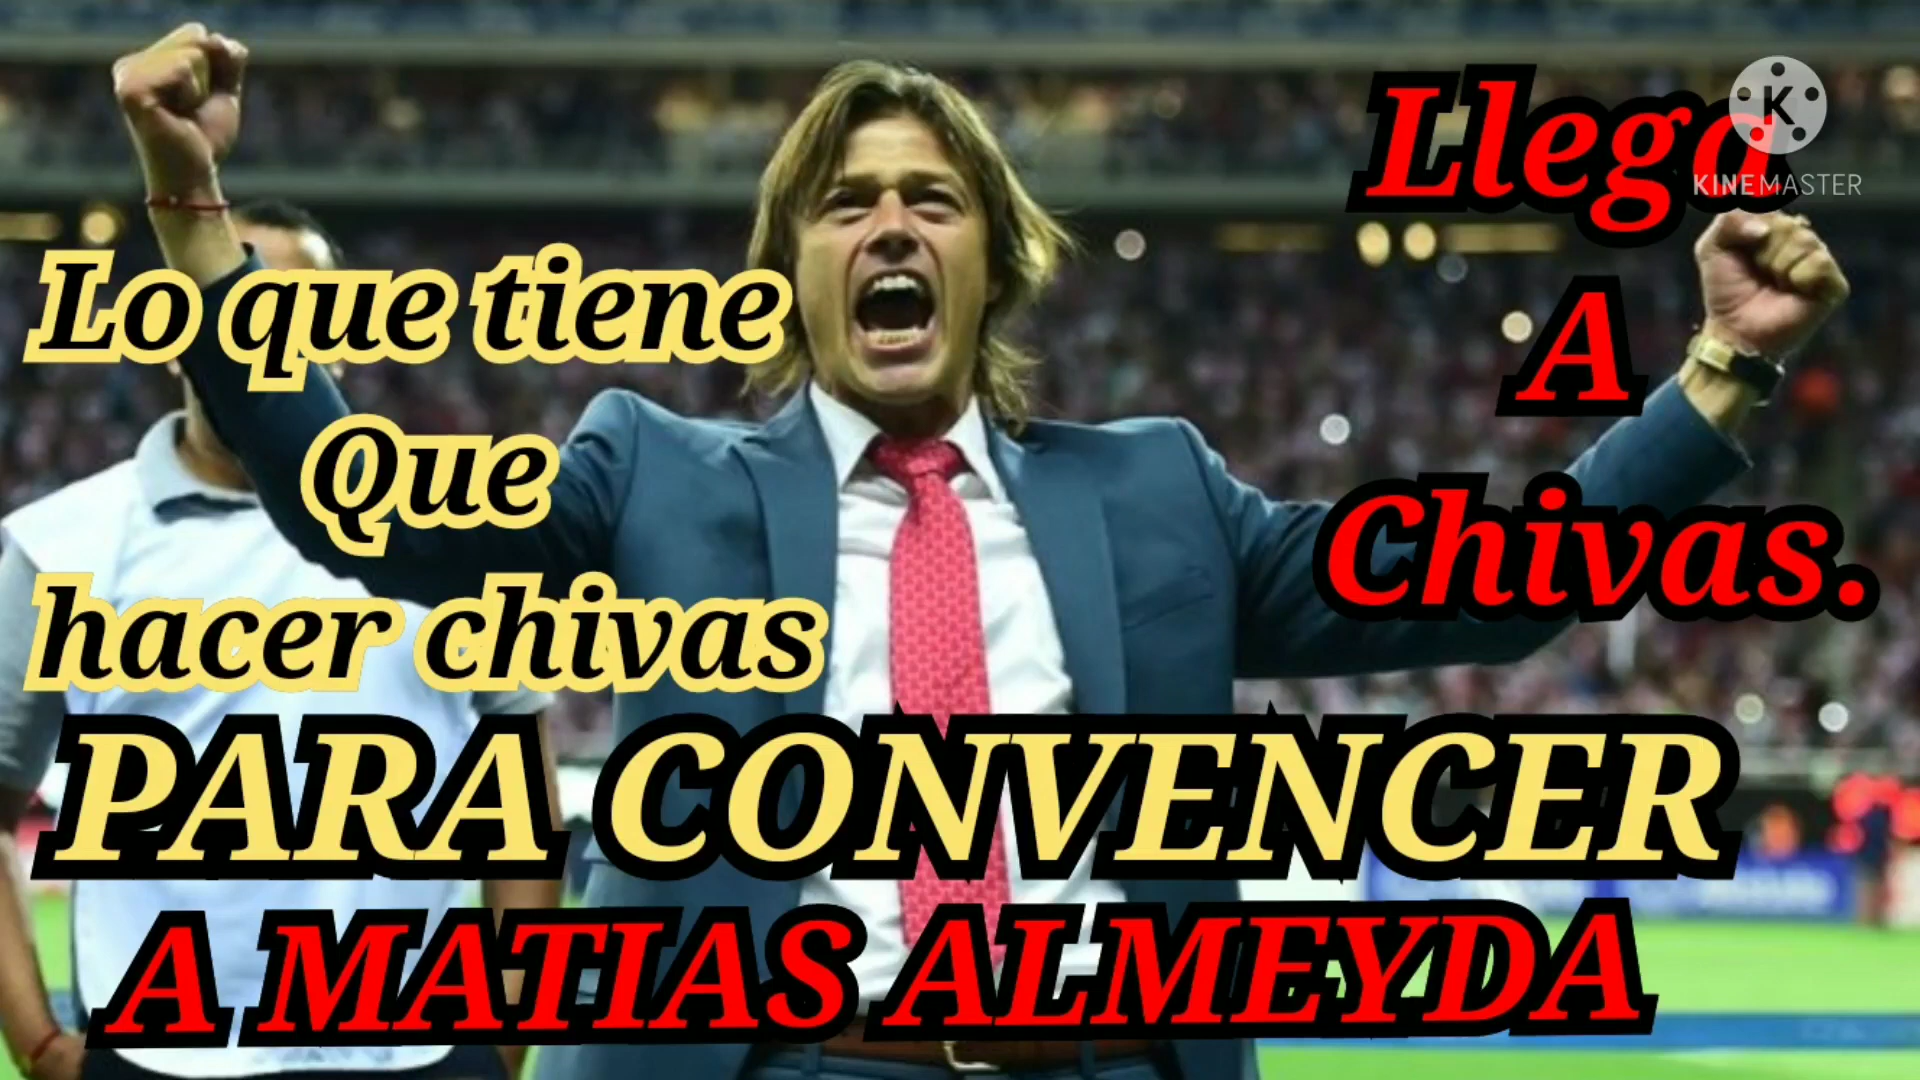 Lo que tiene
Que
hacer chivas
PARA CONVENCER
A MATIAS ALMEYDA
Llega
A
Chivas.
K
KINEMASTER